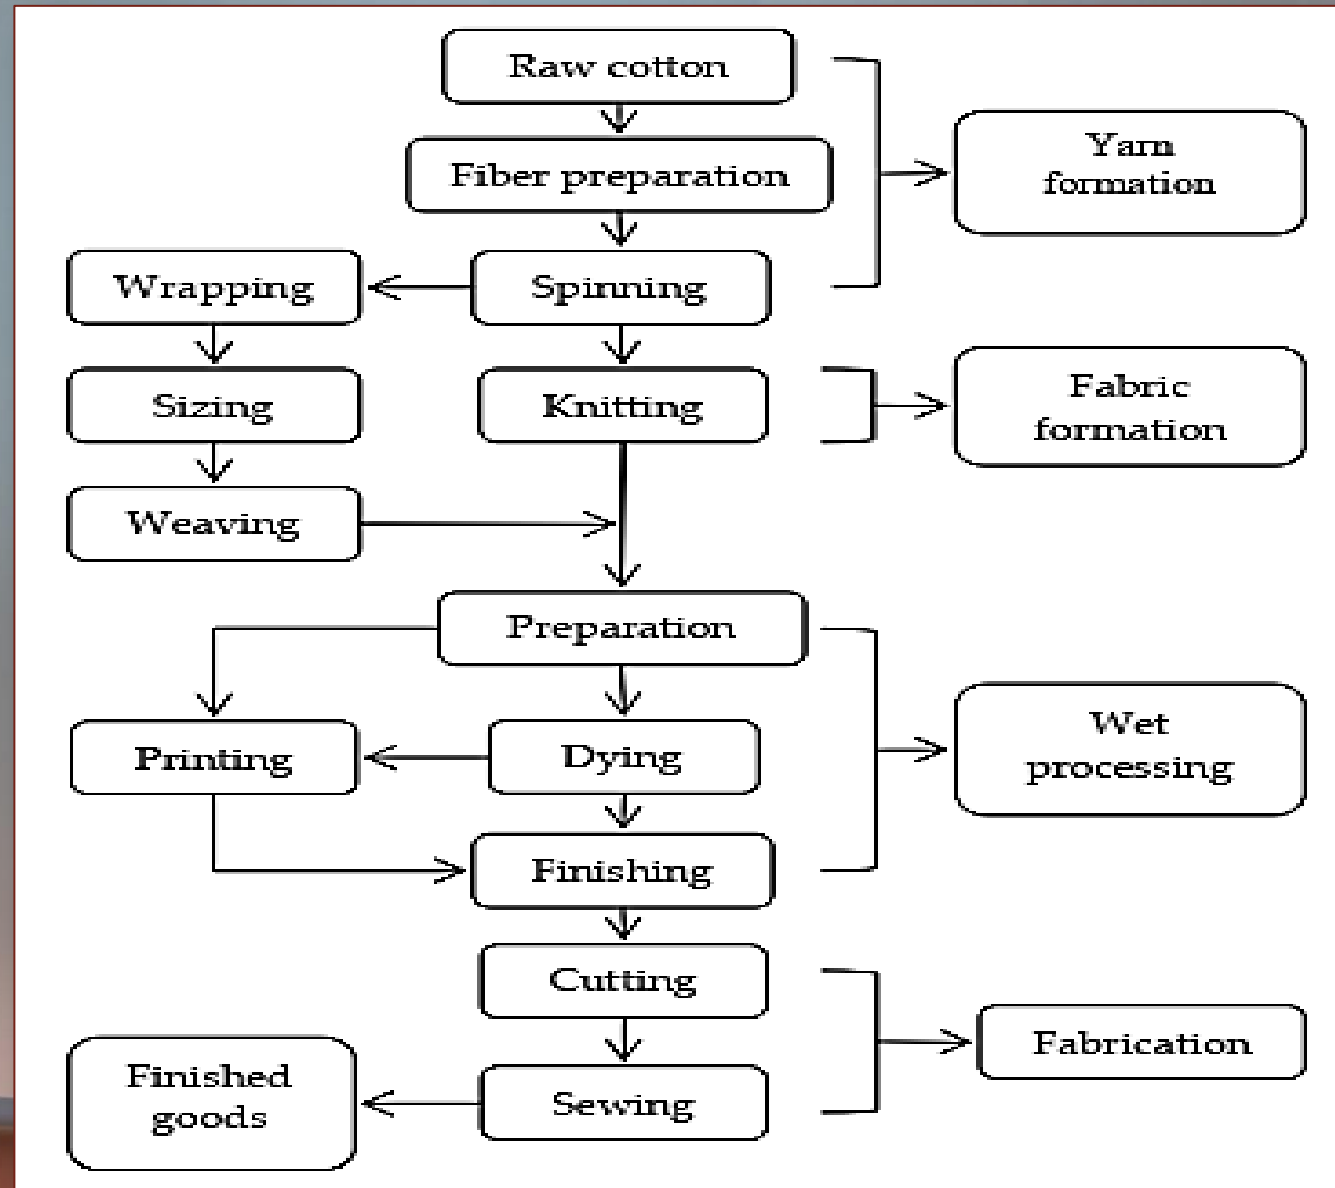 Raw cotton
Fiber preparation
Yarn
formation
Wrapping
Spinning
Sizing
Knitting
Fabric
formation
Weaving
Preparation
Printing
Dying
Wet
processing
Finishing
Cutting
Fabrication
Finished
goods
Sewing